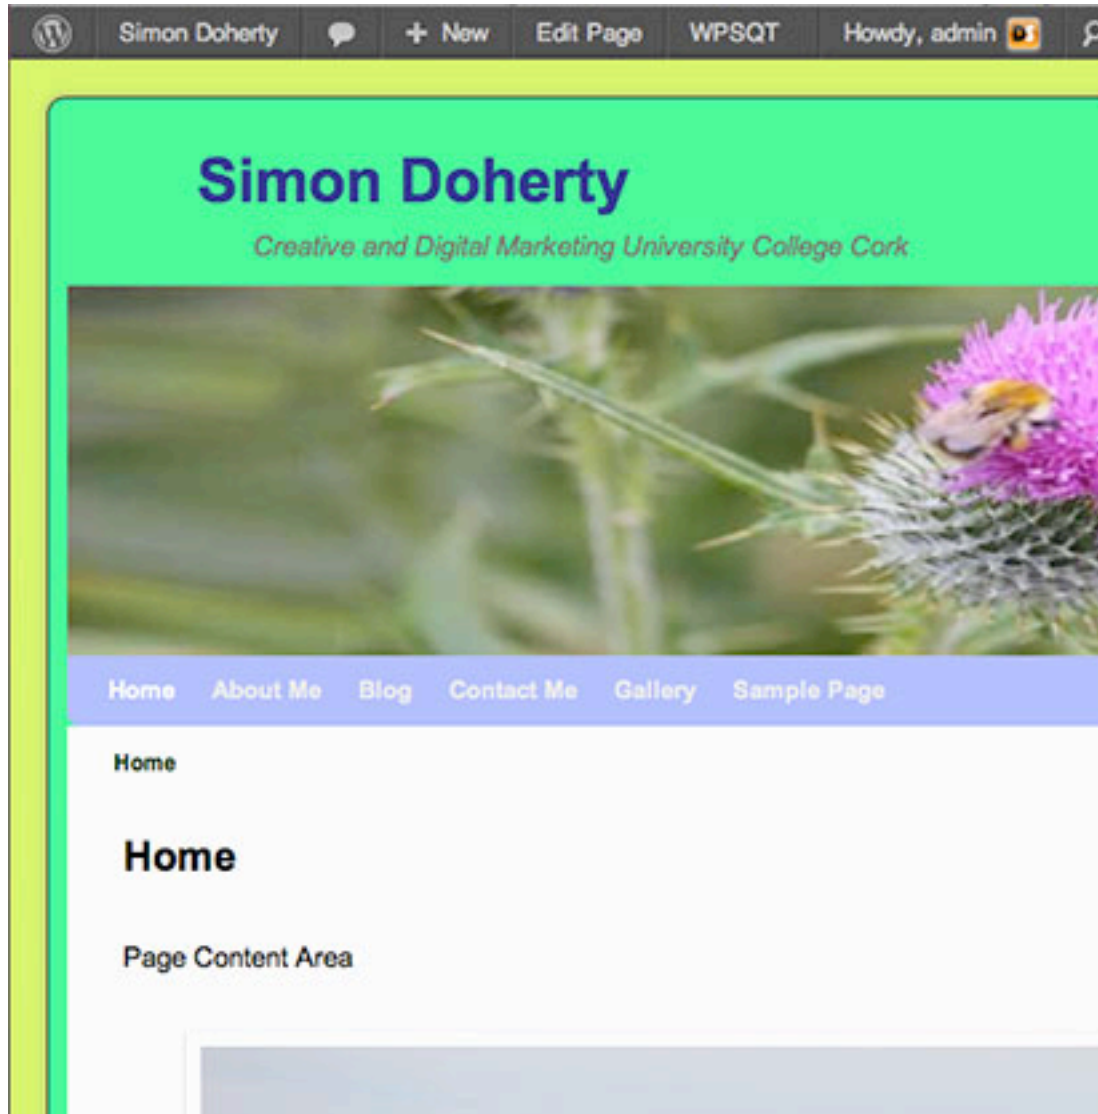 Simon Doherty + New Edit Page WPSQT Howdy, admin DS
Simon Doherty
Creative and Digital Marketing University College Cork
Home About Me Blog Contact Me Gallery Sample Page
Home
Home
Page Content Area